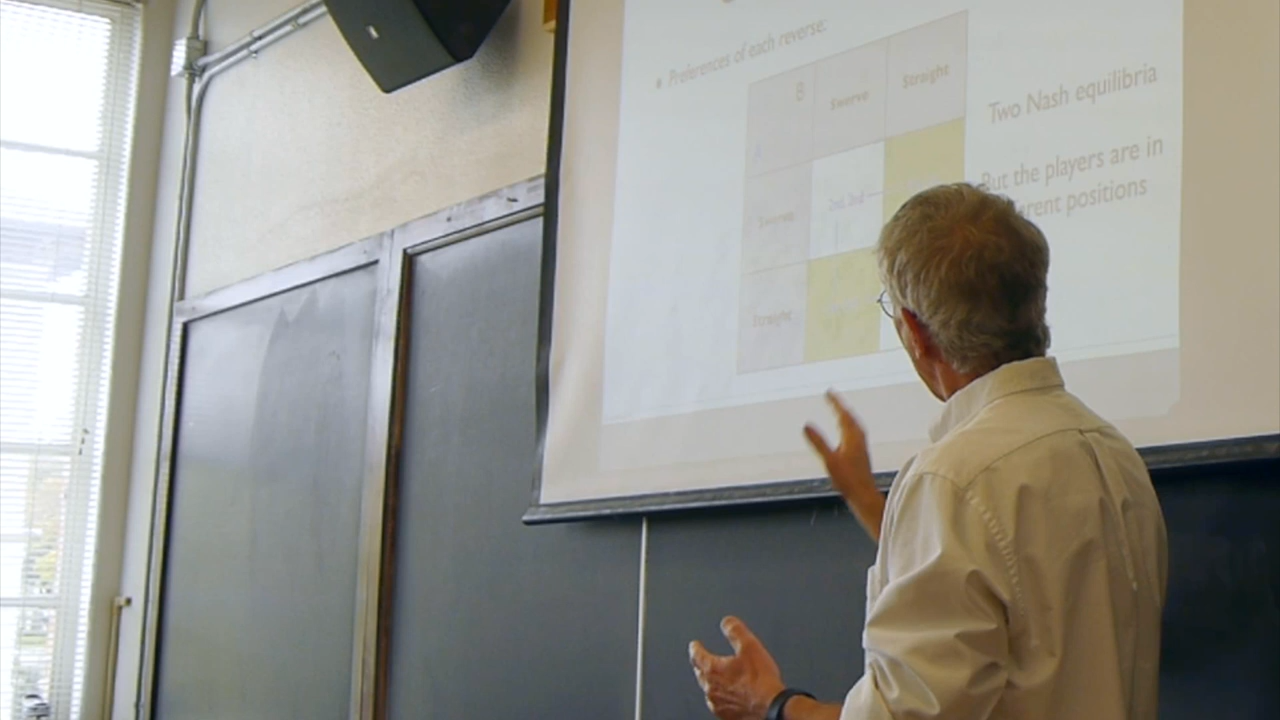 Preferences of each reverse:
B
Swerve
Straight
A
Swerve
2nd, 2nd
Straight
Two Nash equilibria
But the players are in
positions